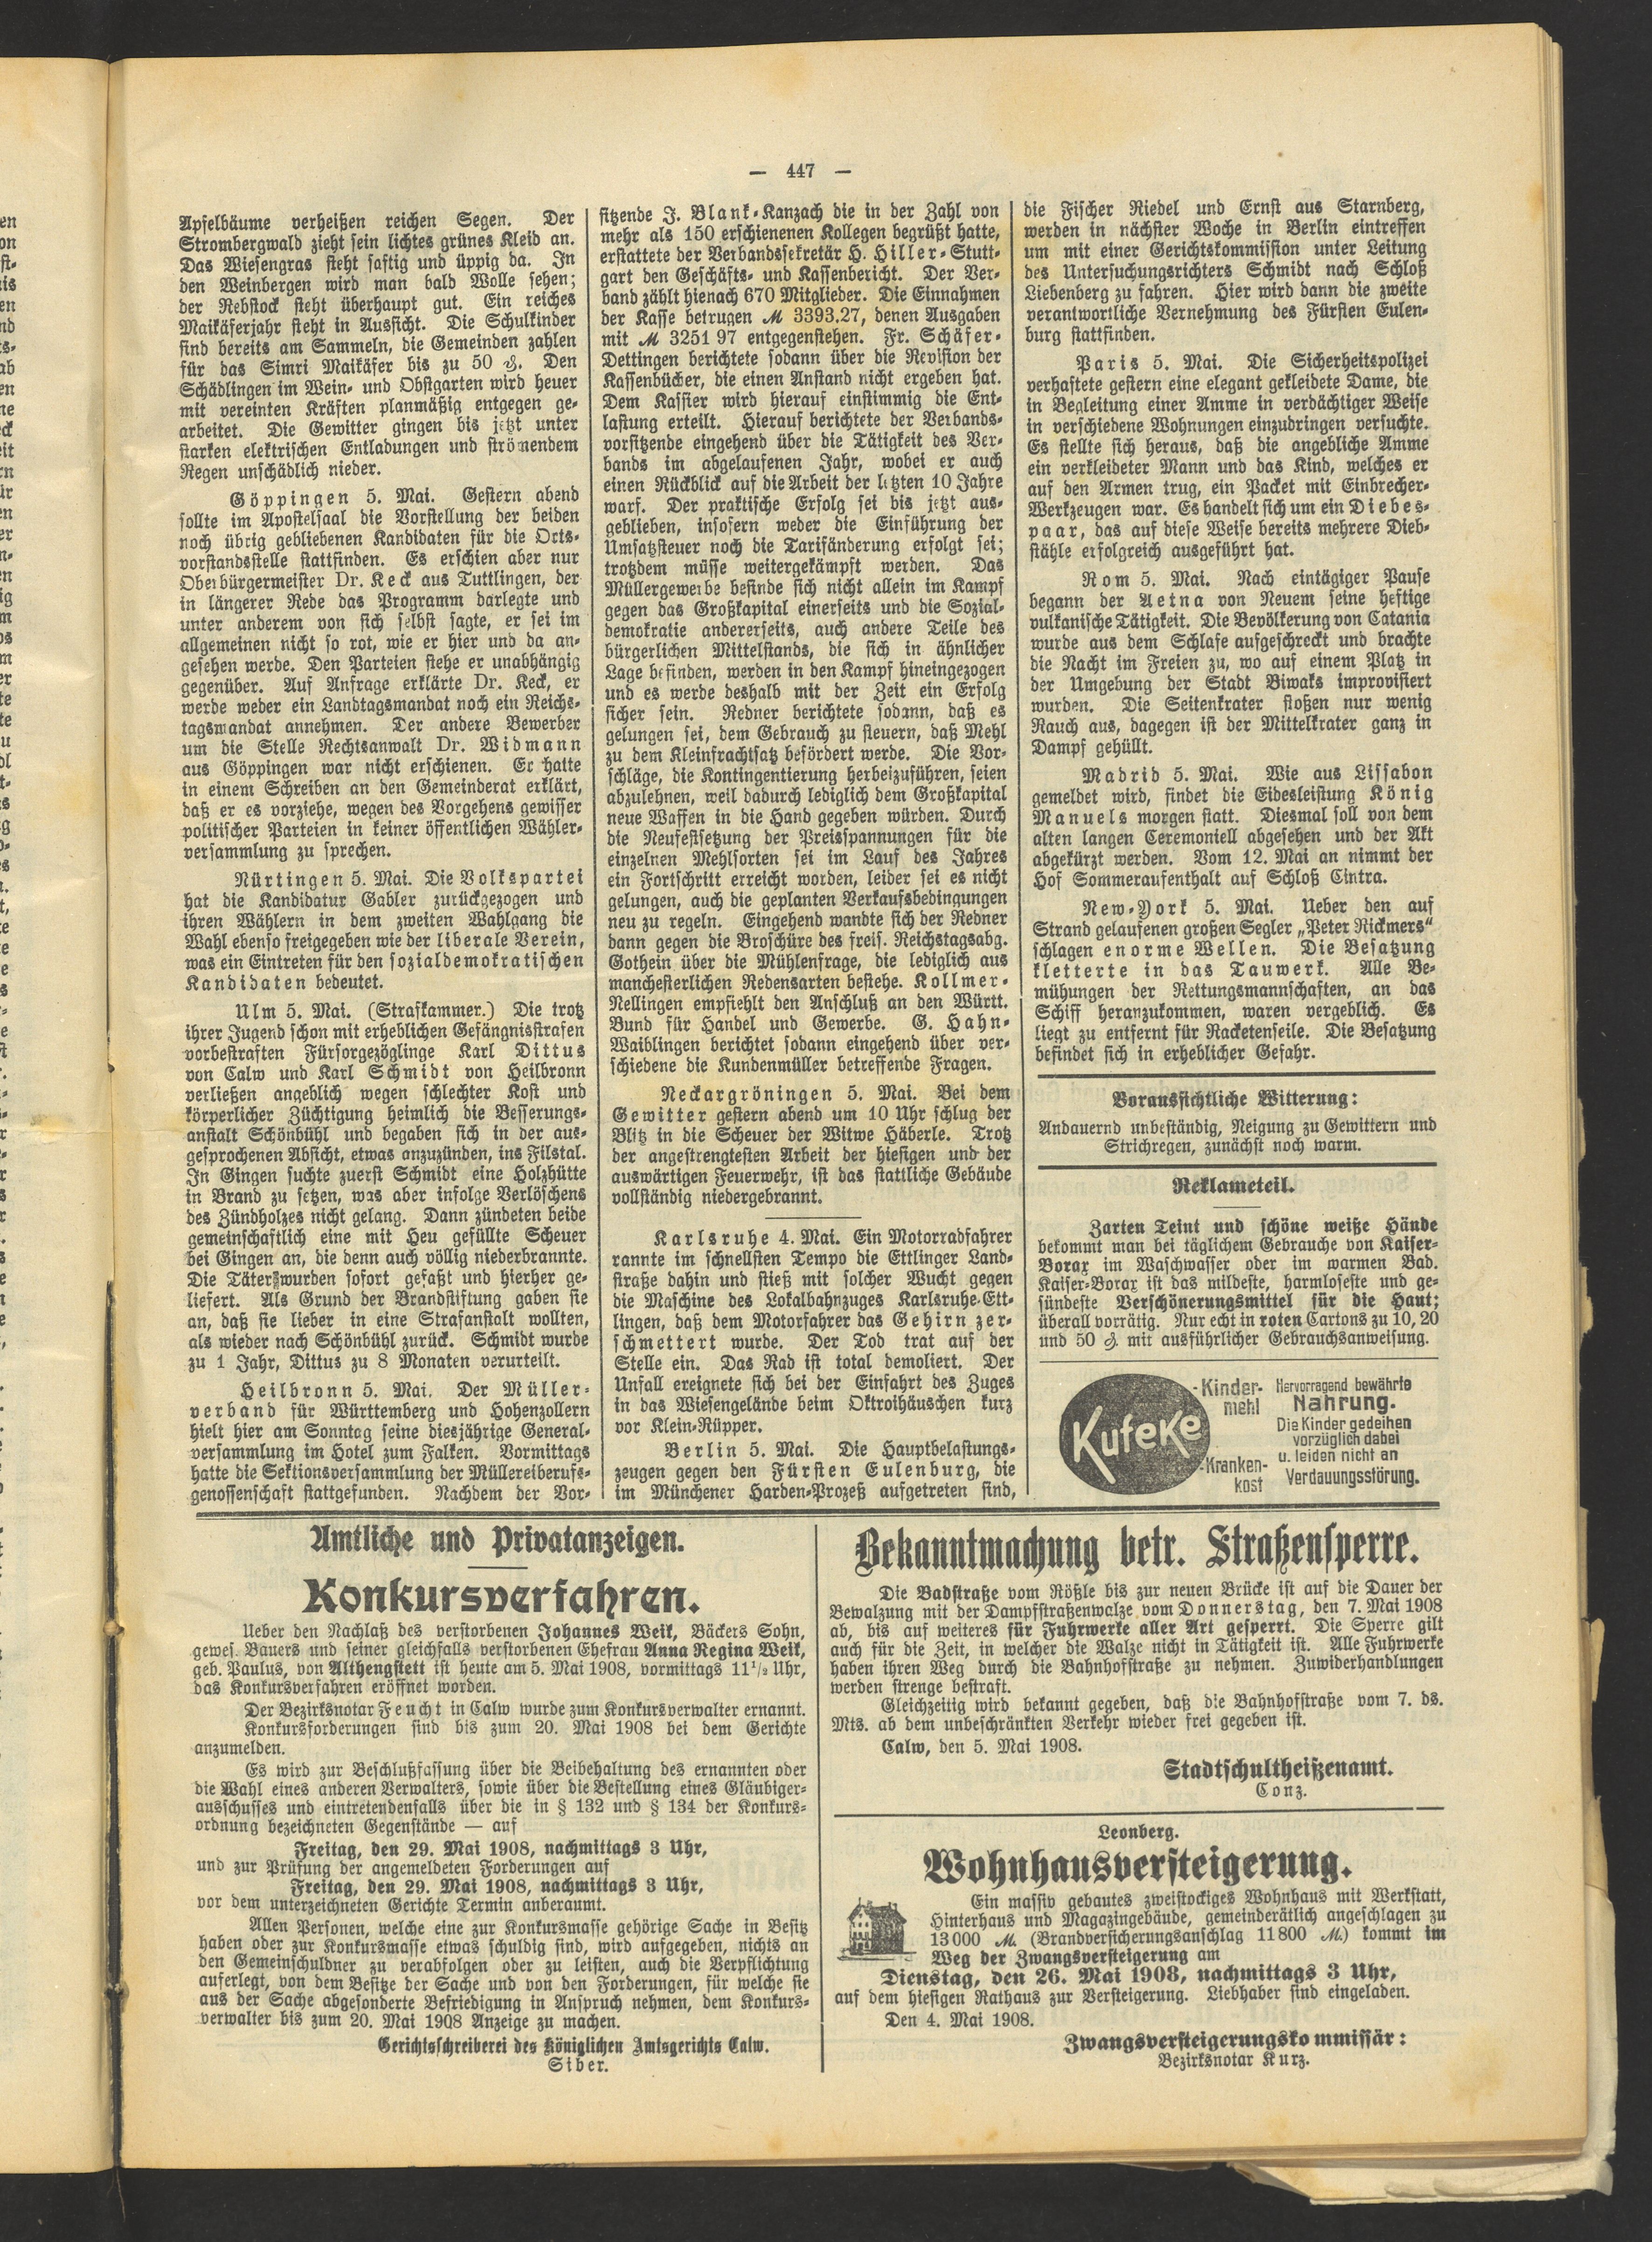 — 447 —
Apfelbäume verheißen reichen Segen. Der
Strombergwald zieht sein lichtes grünes Kleid an.
Das Wiesengras steht saftig und üppig da. In
den Weinbergen wird man bald Wolle sehen;
der Rebstock steht überhaupt gut. Ein reiches
Maikäferjahr steht in Aussicht. Die Schulkinder
sind bereits am Sammeln, die Gemeinden zahlen
für das Simri Maikäfer bis zu 50 ₰. Den
Schädlingen im Wein- und Obstgarten wird heuer
mit vereinten Kräften planmäßig entgegen ge-
arbeitet. Die Gewitter gingen bis jetzt unter
starken elektrischen Entladungen und strömendem
Regen unschädlich nieder.
Göppingen 5. Mai. Gestern abend
sollte im Apostelsaal die Vorstellung der beiden
noch übrig gebliebenen Kandidaten für die Orts-
vorstandsstelle stattfinden. Es erschien aber nur
Oberbürgermeister Dr. Keck aus Tuttlingen, der
in längerer Rede das Programm darlegte und
unter anderem von sich selbst sagte, er sei im
allgemeinen nicht so rot, wie er hier und da an-
gesehen werde. Den Parteien stehe er unabhängig
gegenüber. Auf Anfrage erklärte Dr. Keck, er
werde weder ein Landtagsmandat noch ein Reichs-
tagsmandat annehmen. Der andere Bewerber
um die Stelle Rechtsanwalt Dr. Widmann
aus Göppingen war nicht erschienen. Er hatte
in einem Schreiben an den Gemeinderat erklärt,
daß er es vorziehe, wegen des Vorgehens gewisser
politischer Parteien in keiner öffentlichen Wähler-
versammlung zu sprechen.
Nürtingen 5. Mai. Die Volkspartei
hat die Kandidatur Gabler zurückgezogen und
ihren Wählern in dem zweiten Wahlgang die
Wahl ebenso freigegeben wie der liberale Verein,
was ein Eintreten für den sozialdemokratischen
Kandidaten bedeutet.
Ulm 5. Mai. (Strafkammer.) Die trotz
ihrer Jugend schon mit erheblichen Gefängnisstrafen
vorbestraften Fürsorgezöglinge Karl Dittus
von Calw und Karl Schmidt von Heilbronn
verließen angeblich wegen schlechter Kost und
körperlicher Züchtigung heimlich die Besserungs-
anstalt Schönbühl und begaben sich in der aus-
gesprochenen Absicht, etwas anzuzünden, ins Filstal.
In Gingen suchte zuerst Schmidt eine Holzhütte
in Brand zu setzen, was aber infolge Verlöschens
des Zündholzes nicht gelang. Dann zündeten beide
gemeinschaftlich eine mit Heu gefüllte Scheuer
bei Gingen an, die denn auch völlig niederbrannte.
Die Täter wurden sofort gefaßt und hierher ge-
liefert. Als Grund der Brandstiftung gaben sie
an, daß sie lieber in eine Strafanstalt wollten,
als wieder nach Schönbühl zurück. Schmidt wurde
zu 1 Jahr, Dittus zu 8 Monaten verurteilt.
Heilbronn 5. Mai. Der Müller-
verband für Württemberg und Hohenzollern
hielt hier am Sonntag seine diesjährige General-
versammlung im Hotel zum Falken. Vormittags
hatte die Sektionsversammlung der Müllereiberufs-
genossenschaft stattgefunden. Nachdem der Vor-
sitzende J. Blank-Kanzach die in der Zahl von
mehr als 150 erschienenen Kollegen begrüßt hatte,
erstattete der Verbandssekretär H. Hiller-Stutt-
gart den Geschäfts- und Kassenbericht. Der Ver-
band zählt hienach 670 Mitglieder. Die Einnahmen
der Kasse betrugen ℳ 3393.27, denen Ausgaben
mit ℳ 3251 97 entgegenstehen. Fr. Schäfer-
Dettingen berichtete sodann über die Revision der
Kassenbücher, die einen Anstand nicht ergeben hat.
Dem Kassier wird hierauf einstimmig die Ent-
lastung erteilt. Hierauf berichtete der Verbands-
vorsitzende eingehend über die Tätigkeit des Ver-
bands im abgelaufenen Jahr, wobei er auch
einen Rückblick auf die Arbeit der letzten 10 Jahre
warf. Der praktische Erfolg sei bis jetzt aus-
geblieben, insofern weder die Einführung der
Umsatzsteuer noch die Tarifänderung erfolgt sei;
trotzdem müsse weitergekämpft werden. Das
Müllergewerbe befinde sich nicht allein im Kampf
gegen das Großkapital einerseits und die Sozial-
demokratie andererseits, auch andere Teile des
bürgerlichen Mittelstands, die sich in ähnlicher
Lage befinden, werden in den Kampf hineingezogen
und es werde deshalb mit der Zeit ein Erfolg
sicher sein. Redner berichtete sodann, daß es
gelungen sei, dem Gebrauch zu steuern, daß Mehl
zu dem Kleinfrachtsatz befördert werde. Die Vor-
schläge, die Kontingentierung herbeizuführen, seien
abzulehnen, weil dadurch lediglich dem Großkapital
neue Waffen in die Hand gegeben würden. Durch
die Neufestsetzung der Preisspannungen für die
einzelnen Mehlsorten sei im Lauf des Jahres
ein Fortschritt erreicht worden, leider sei es nicht
gelungen, auch die geplanten Verkaufsbedingungen
neu zu regeln. Eingehend wandte sich der Redner
dann gegen die Broschüre des freis. Reichstagsabg.
Gothein über die Mühlenfrage, die lediglich aus
manchesterlichen Redensarten bestehe. Kollmer-
Nellingen empfiehlt den Anschluß an den Württ.
Bund für Handel und Gewerbe. G. Hahn-
Waiblingen berichtet sodann eingehend über ver-
schiedene die Kundenmüller betreffende Fragen.
Neckargröningen 5. Mai. Bei dem
Gewitter gestern abend um 10 Uhr schlug der
Blitz in die Scheuer der Witwe Häberle. Trotz
der angestrengtesten Arbeit der hiesigen und der
auswärtigen Feuerwehr, ist das stattliche Gebäude
vollständig niedergebrannt.
Karlsruhe 4. Mai. Ein Motorradfahrer
rannte im schnellsten Tempo die Ettlinger Land-
straße dahin und stieß mit solcher Wucht gegen
die Maschine des Lokalbahnzuges Karlsruhe-Ett-
lingen, daß dem Motorfahrer das Gehirn zer-
schmettert wurde. Der Tod trat auf der
Stelle ein. Das Rad ist total demoliert. Der
Unfall ereignete sich bei der Einfahrt des Zuges
in das Wiesengelände beim Oktroihäuschen kurz
vor Klein-Rüpper.
Berlin 5. Mai. Die Hauptbelastungs-
zeugen gegen den Fürsten Eulenburg, die
im Münchener Harden-Prozeß aufgetreten sind,
die Fischer Riedel und Ernst aus Starnberg,
werden in nächster Woche in Berlin eintreffen
um mit einer Gerichtskommission unter Leitung
des Untersuchungsrichters Schmidt nach Schloß
Liebenberg zu fahren. Hier wird dann die zweite
verantwortliche Vernehmung des Fürsten Eulen-
burg stattfinden.
Paris 5. Mai. Die Sicherheitspolizei
verhaftete gestern eine elegant gekleidete Dame, die
in Begleitung einer Amme in verdächtiger Weise
in verschiedene Wohnungen einzudringen versuchte.
Es stellte sich heraus, daß die angebliche Amme
ein verkleideter Mann und das Kind, welches er
auf den Armen trug, ein Packet mit Einbrecher-
Werkzeugen war. Es handelt sich um ein Diebes-
paar, das auf diese Weise bereits mehrere Dieb-
stähle erfolgreich ausgeführt hat.
Rom 5. Mai. Nach eintägiger Pause
begann der Aetna von Neuem seine heftige
vulkanische Tätigkeit. Die Bevölkerung von Catania
wurde aus dem Schlafe aufgeschreckt und brachte
die Nacht im Freien zu, wo auf einem Platz in
der Umgebung der Stadt Biwaks improvisiert
wurden. Die Seitenkrater stoßen nur wenig
Rauch aus, dagegen ist der Mittelkrater ganz in
Dampf gehüllt.
Madrid 5. Mai. Wie aus Lissabon
gemeldet wird, findet die Eidesleistung König
Manuels morgen statt. Diesmal soll von dem
alten langen Ceremoniell abgesehen und der Akt
abgekürzt werden. Vom 12. Mai an nimmt der
Hof Sommeraufenthalt auf Schloß Cintra.
New-York 5. Mai. Ueber den auf
Strand gelaufenen großen Segler „Peter Rickmers“
schlagen enorme Wellen. Die Besatzung
kletterte in das Tauwerk. Alle Be-
mühungen der Rettungsmannschaften, an das
Schiff heranzukommen, waren vergeblich. Es
liegt zu entfernt für Racketenseile. Die Besatzung
befindet sich in erheblicher Gefahr.
Voraussichtliche Witterung:
Andauernd unbeständig, Neigung zu Gewittern und
Strichregen, zunächst noch warm.
Reklameteil.
Zarten Teint und schöne weiße Hände
bekommt man bei täglichem Gebrauche von Kaiser-
Borax im Waschwasser oder im warmen Bad.
Kaiser-Borax ist das mildeste, harmloseste und ge-
sündeste Verschönerungsmittel für die Haut;
überall vorrätig. Nur echt in roten Cartons zu 10, 20
und 50 ₰. mit ausführlicher Gebrauchsanweisung.
Kufeke
-Kinder-
mehl
-Kranken-
kost
Hervorragend bewährte
Nahrung.
Die Kinder gedeihen
vorzüglich dabei
u. leiden nicht an
Verdauungsstörung.
Amtliche und Privatanzeigen.
Konkursverfahren.
Ueber den Nachlaß des verstorbenen Johannes Weik, Bäckers Sohn,
gewes. Bauers und seiner gleichfalls verstorbenen Ehefrau Anna Regina Weik,
geb. Paulus, von Althengstett ist heute am 5. Mai 1908, vormittags 11¹/₂ Uhr,
das Konkursverfahren eröffnet worden.
Der Bezirksnotar Feucht in Calw wurde zum Konkursverwalter ernannt.
Konkursforderungen sind bis zum 20. Mai 1908 bei dem Gerichte
anzumelden.
Es wird zur Beschlußfassung über die Beibehaltung des ernannten oder
die Wahl eines anderen Verwalters, sowie über die Bestellung eines Gläubiger-
ausschusses und eintretendenfalls über die in § 132 und § 134 der Konkurs-
ordnung bezeichneten Gegenstände — auf
Freitag, den 29. Mai 1908, nachmittags 3 Uhr,
und zur Prüfung der angemeldeten Forderungen auf
Freitag, den 29. Mai 1908, nachmittags 3 Uhr,
vor dem unterzeichneten Gerichte Termin anberaumt.
Allen Personen, welche eine zur Konkursmasse gehörige Sache in Besitz
haben oder zur Konkursmasse etwas schuldig sind, wird aufgegeben, nichts an
den Gemeinschuldner zu verabfolgen oder zu leisten, auch die Verpflichtung
auferlegt, von dem Besitze der Sache und von den Forderungen, für welche sie
aus der Sache abgesonderte Befriedigung in Anspruch nehmen, dem Konkurs-
verwalter bis zum 20. Mai 1908 Anzeige zu machen.
Gerichtsschreiberei des Königlichen Amtsgerichts Calw.
Siber.
Bekanntmachung betr. Straßensperre.
Die Badstraße vom Rößle bis zur neuen Brücke ist auf die Dauer der
Bewalzung mit der Dampfstraßenwalze vom Donnerstag, den 7. Mai 1908
ab, bis auf weiteres für Fuhrwerke aller Art gesperrt. Die Sperre gilt
auch für die Zeit, in welcher die Walze nicht in Tätigkeit ist. Alle Fuhrwerke
haben ihren Weg durch die Bahnhofstraße zu nehmen. Zuwiderhandlungen
werden strenge bestraft.
Gleichzeitig wird bekannt gegeben, daß die Bahnhofstraße vom 7. ds.
Mts. ab dem unbeschränkten Verkehr wieder frei gegeben ist.
Calw, den 5. Mai 1908.
Stadtschultheißenamt.
Conz.
Leonberg.
Wohnhausversteigerung.
Ein massiv gebautes zweistockiges Wohnhaus mit Werkstatt,
Hinterhaus und Magazingebäude, gemeinderätlich angeschlagen zu
13 000 ℳ. (Brandversicherungsanschlag 11 800 ℳ.) kommt im
Weg der Zwangsversteigerung am
Dienstag, den 26. Mai 1908, nachmittags 3 Uhr,
auf dem hiesigen Rathaus zur Versteigerung. Liebhaber sind eingeladen.
Den 4. Mai 1908.
Zwangsversteigerungskommissär:
Bezirksnotar Kurz.